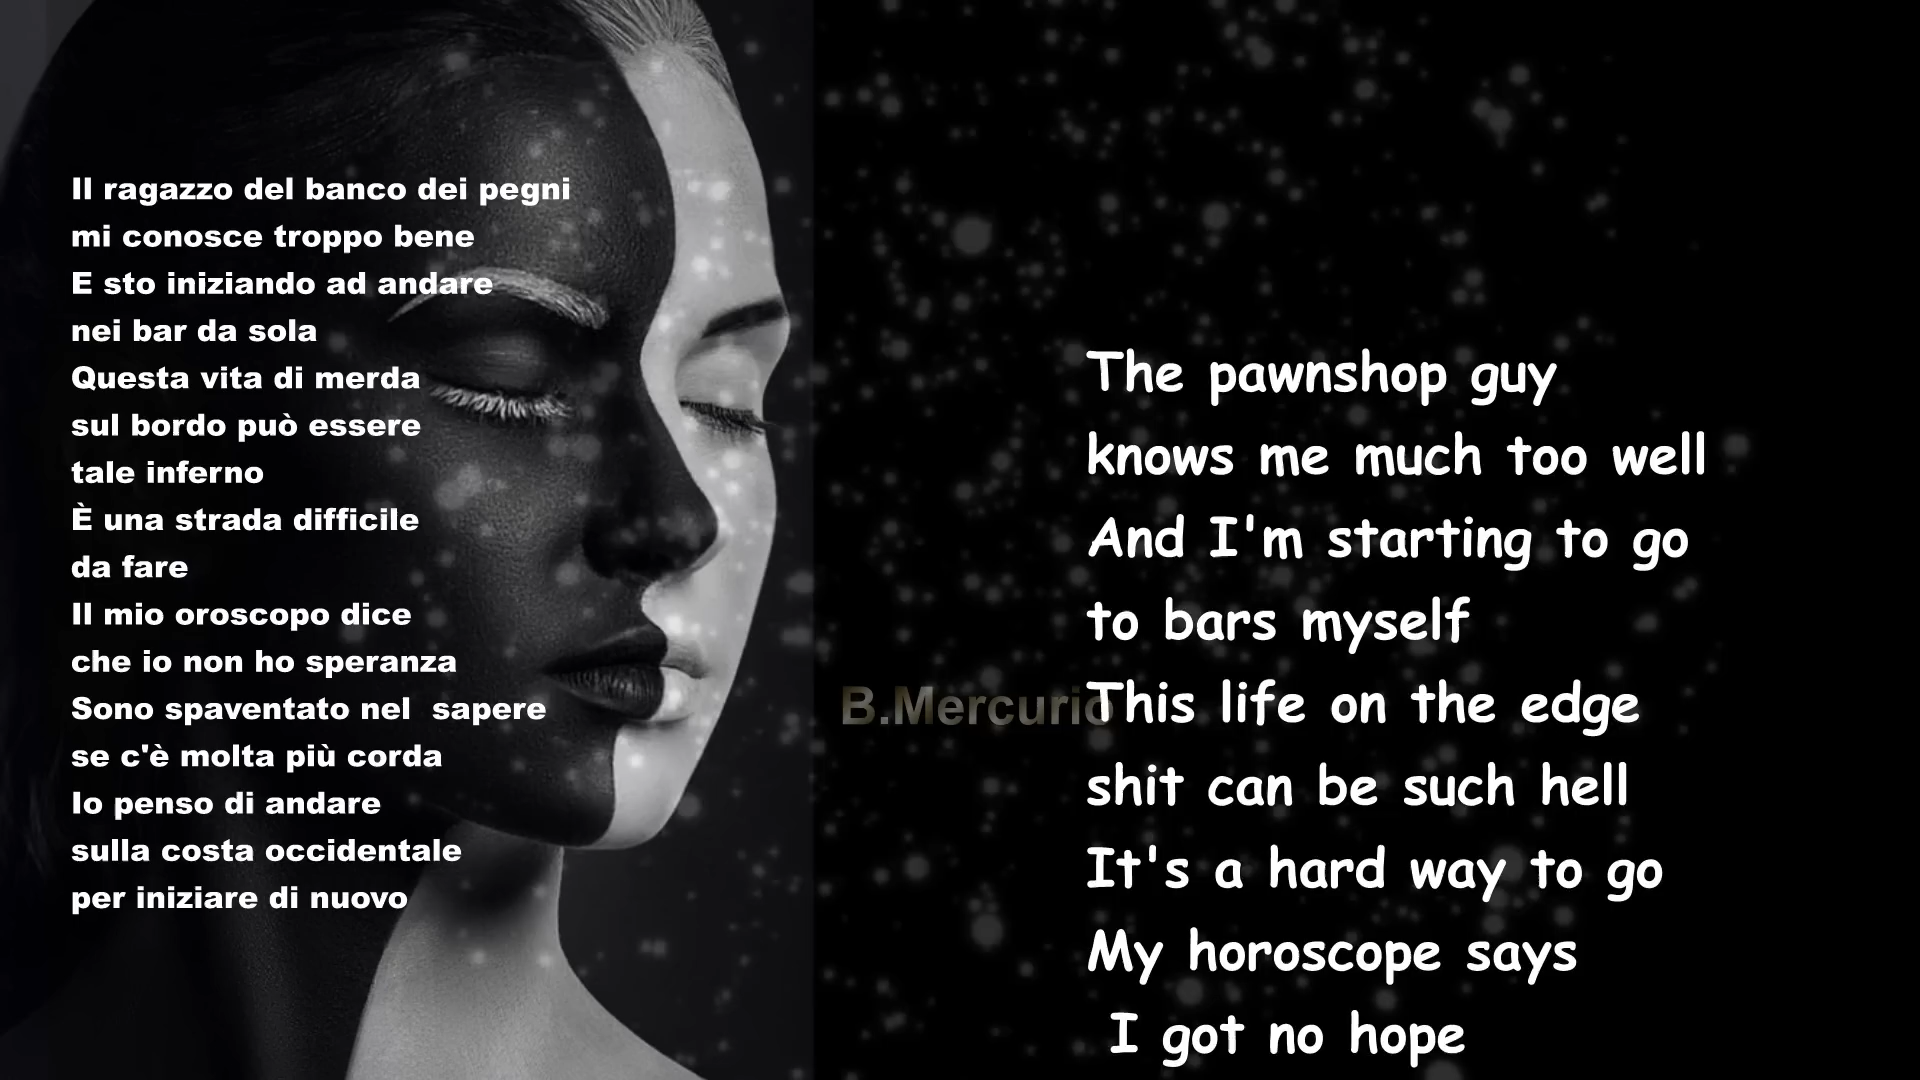 Il ragazzo del banco dei pegni
mi conosce troppo bene
E sto iniziando ad andare
nei bar da sola
Questa vita di merda
sul bordo può essere
tale inferno
È una strada difficile
da fare
Il mio oroscopo dice
che io non ho speranza
Sono spaventato nel  sapere
se c'è molta più corda
Io penso di andare
sulla costa occidentale
per iniziare di nuovo
B.Mercurio
The pawnshop guy
knows me much too well
And I'm starting to go
to bars myself
This life on the edge
shit can be such hell
It's a hard way to go
My horoscope says
I got no hope